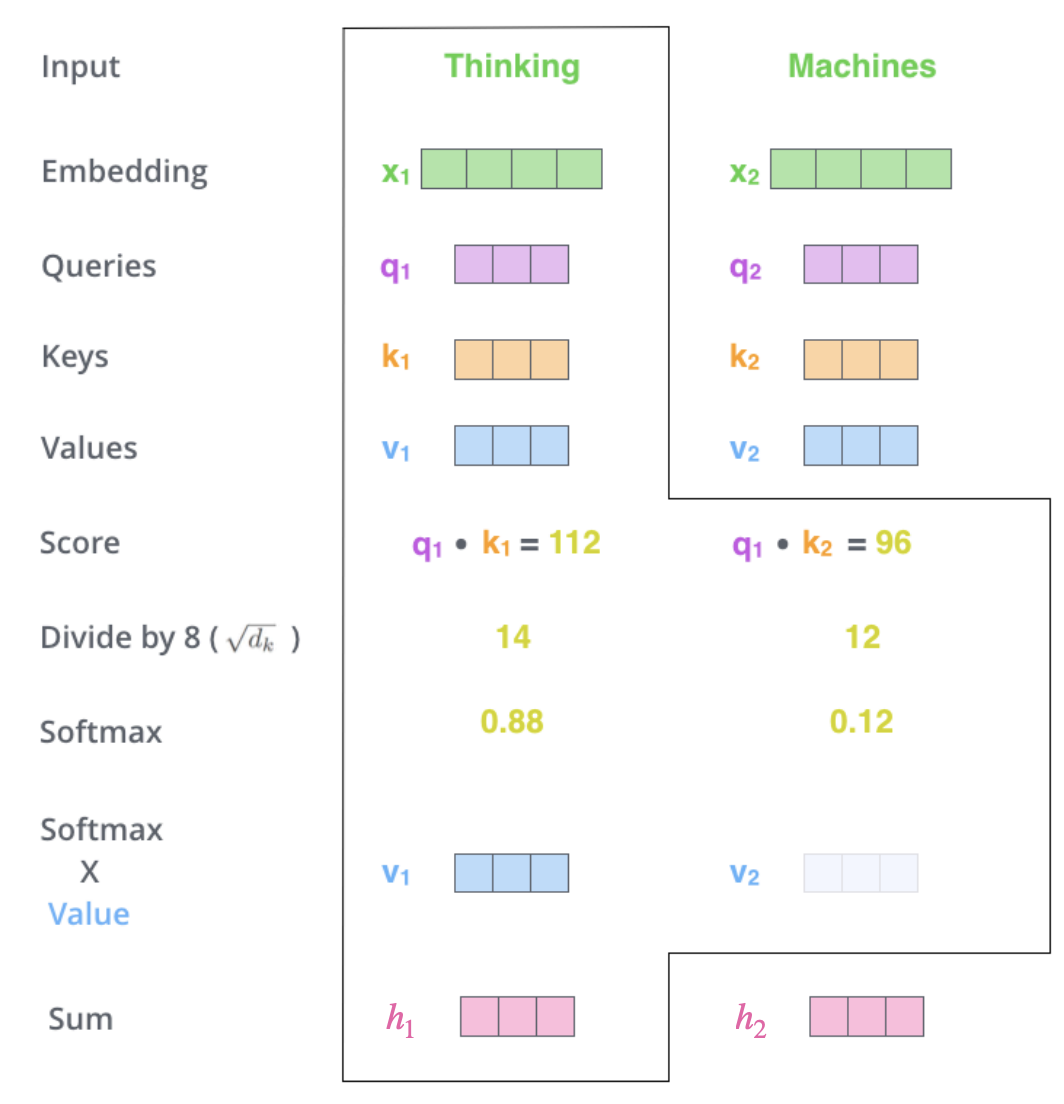 Input Thinking Machines
Embedding x₁ x₂
Queries q₁ q₂
Keys k₁ k₂
Values v₁ v₂
Score q₁ • k₁ = 112 q₁ • k₂ = 96
Divide by 8 ( √dₖ ) 14 12
Softmax 0.88 0.12
Softmax
X
Value v₁ v₂
Sum h₁ h₂